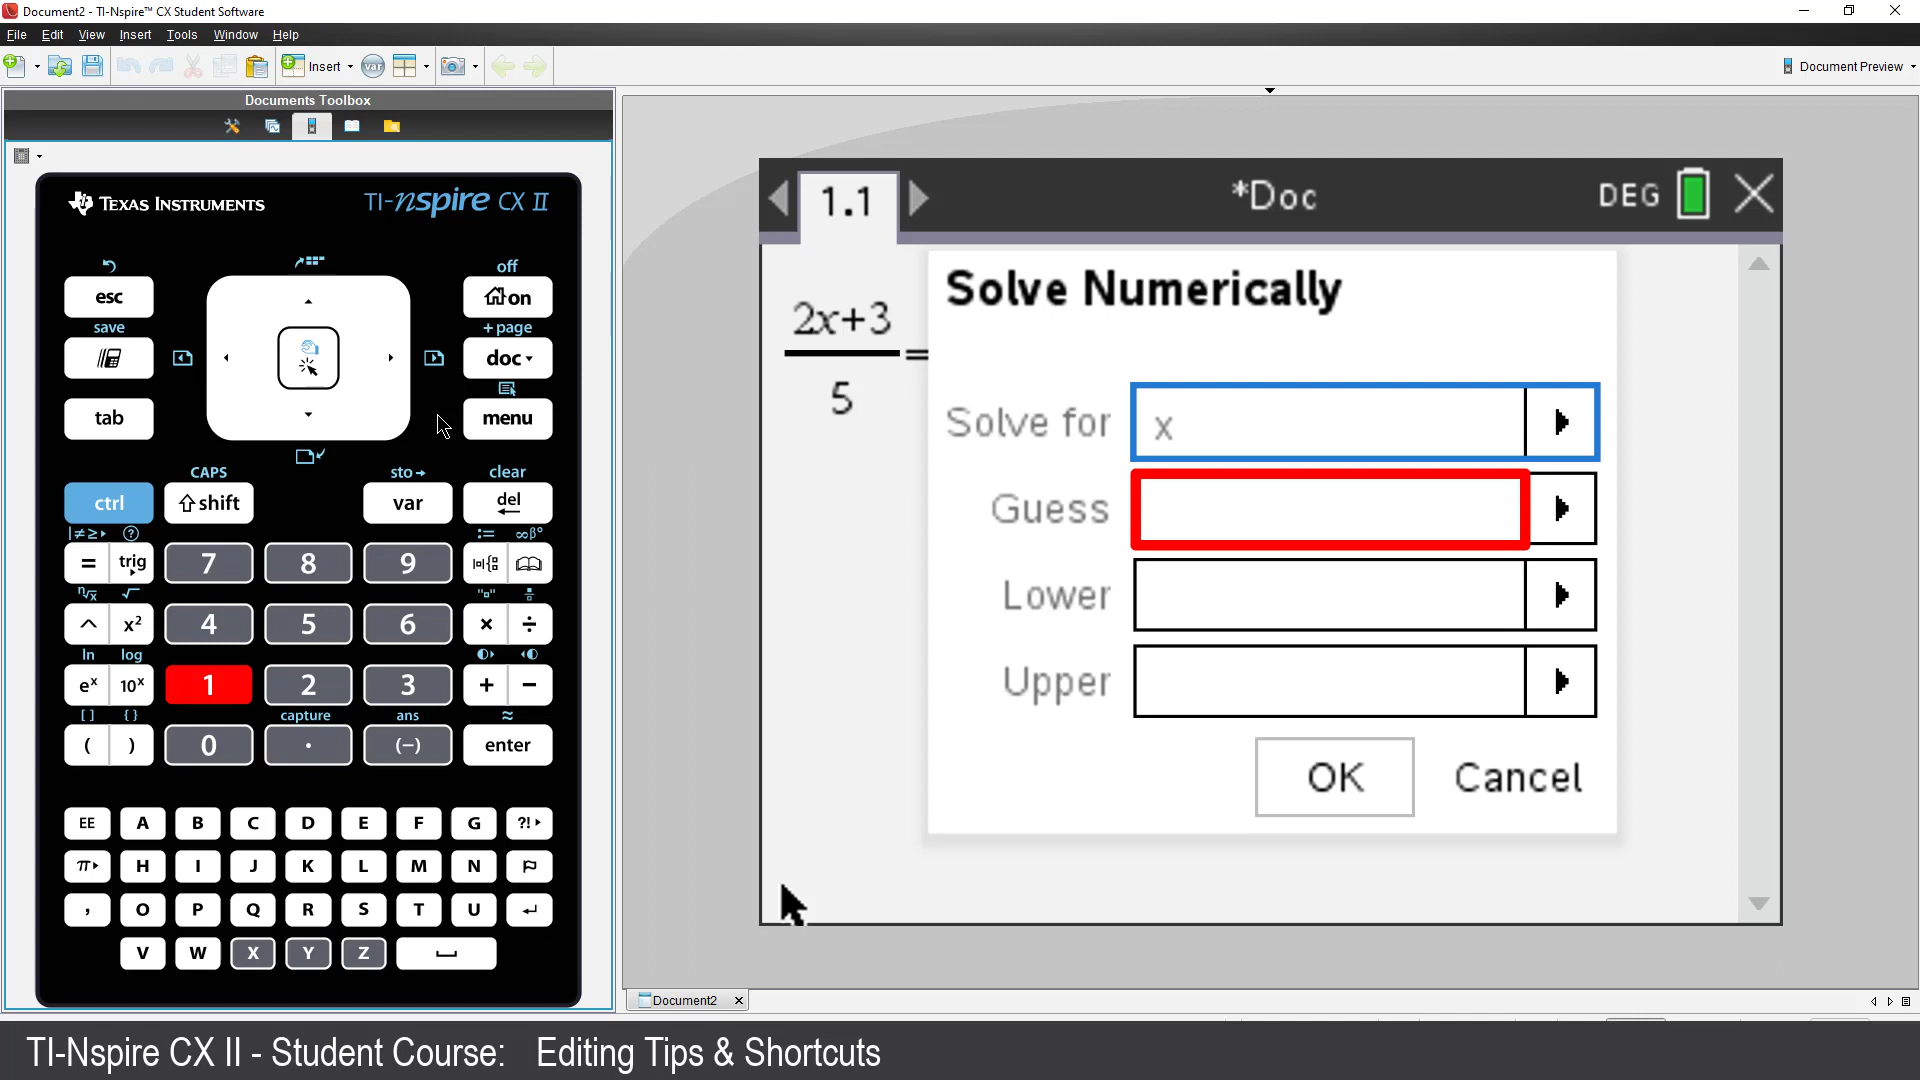 Document2 - TI-Nspire™ CX Student Software
File Edit View Insert Tools Window Help
Insert var Document Preview
Documents Toolbox
TEXAS INSTRUMENTS TI-nspire CX II
off
esc on
save + page
doc
tab menu
CAPS sto→ clear
ctrl shift var del
|≠≥▸ ? := ∞β°
= trig 7 8 9
ⁿ√x √
^ x² 4 5 6 × ÷
ln log
eˣ 10ˣ 1 2 3 + −
[ ] { } capture ans ≈
( ) 0 . (−) enter
EE A B C D E F G ?!▸
π▸ H I J K L M N
, O P Q R S T U
V W X Y Z
1.1 *Doc DEG
2x+3
=
5
Solve Numerically
Solve for x
Guess
Lower
Upper
OK Cancel
Document2
TI-Nspire CX II - Student Course: Editing Tips & Shortcuts